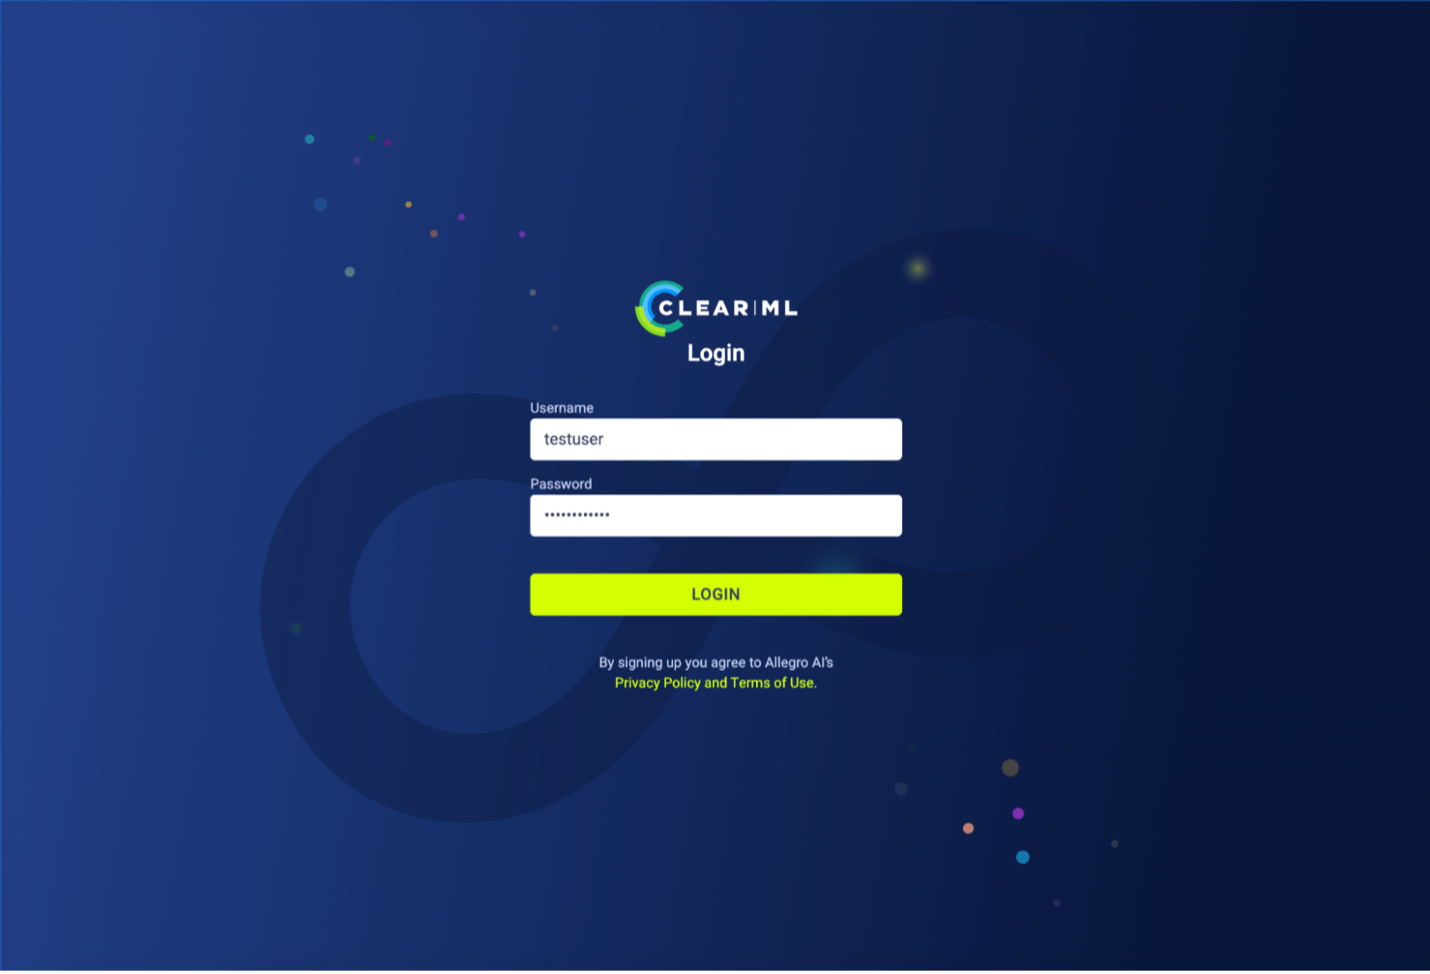 CLEAR|ML
Login
Username
testuser
Password
••••••••••••
LOGIN
By signing up you agree to Allegro AI's
Privacy Policy and Terms of Use.